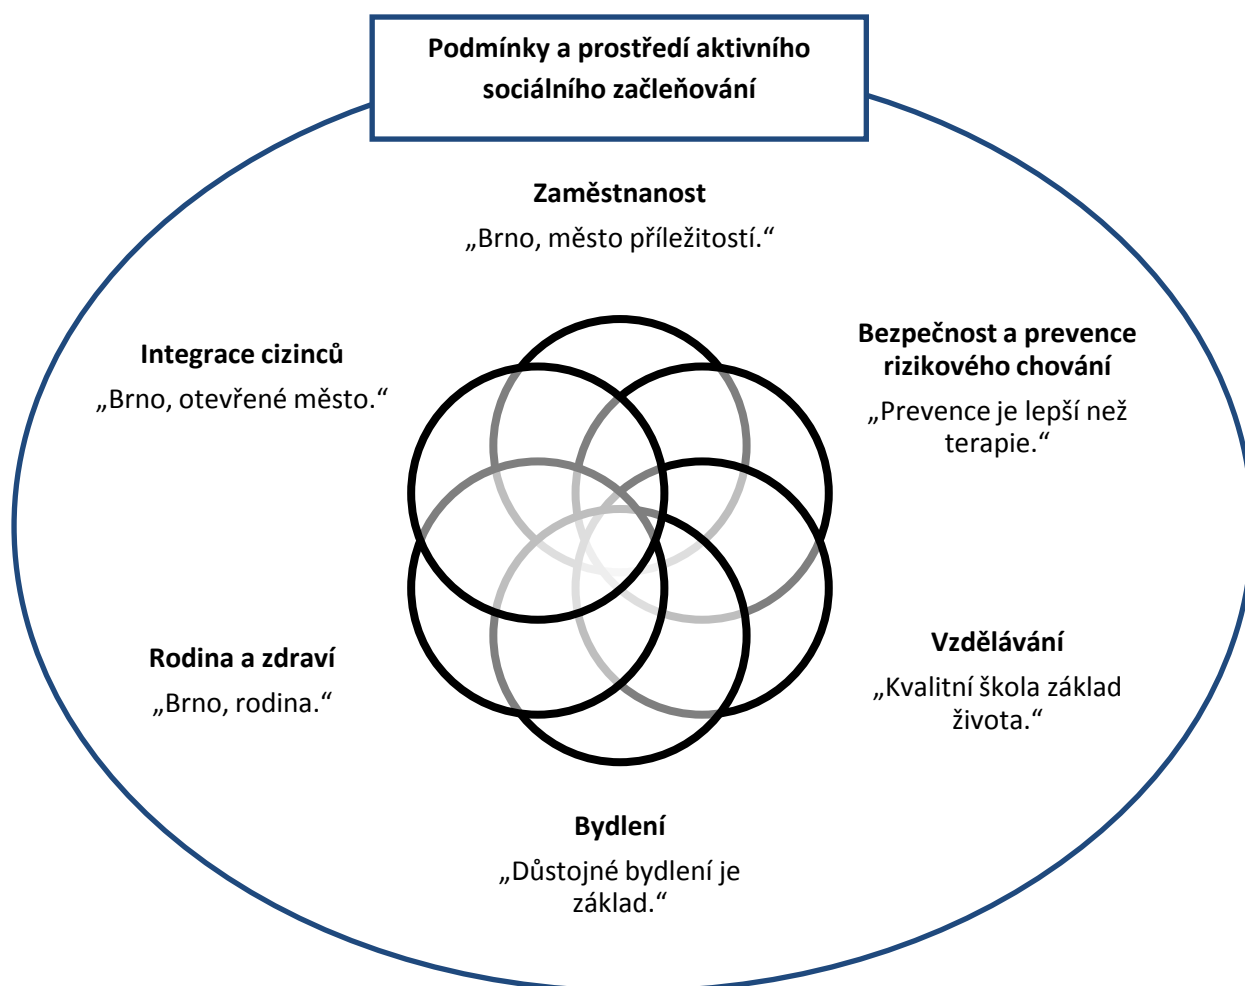 Podmínky a prostředí aktivního
sociálního začleňování
Zaměstnanost
„Brno, město příležitostí.“
Integrace cizinců
„Brno, otevřené město.“
Bezpečnost a prevence
rizikového chování
„Prevence je lepší než
terapie.“
Rodina a zdraví
„Brno, rodina.“
Vzdělávání
„Kvalitní škola základ
života.“
Bydlení
„Důstojné bydlení je
základ.“